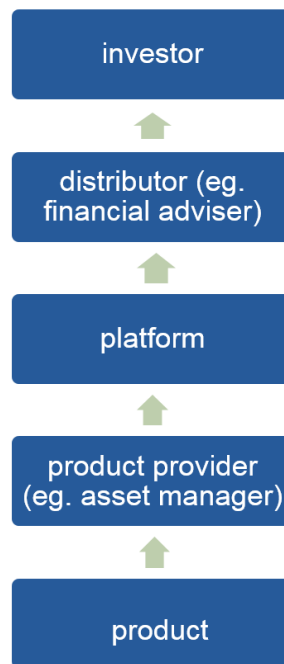 investor
distributor (eg.
financial adviser)
platform
product provider
(eg. asset manager)
product